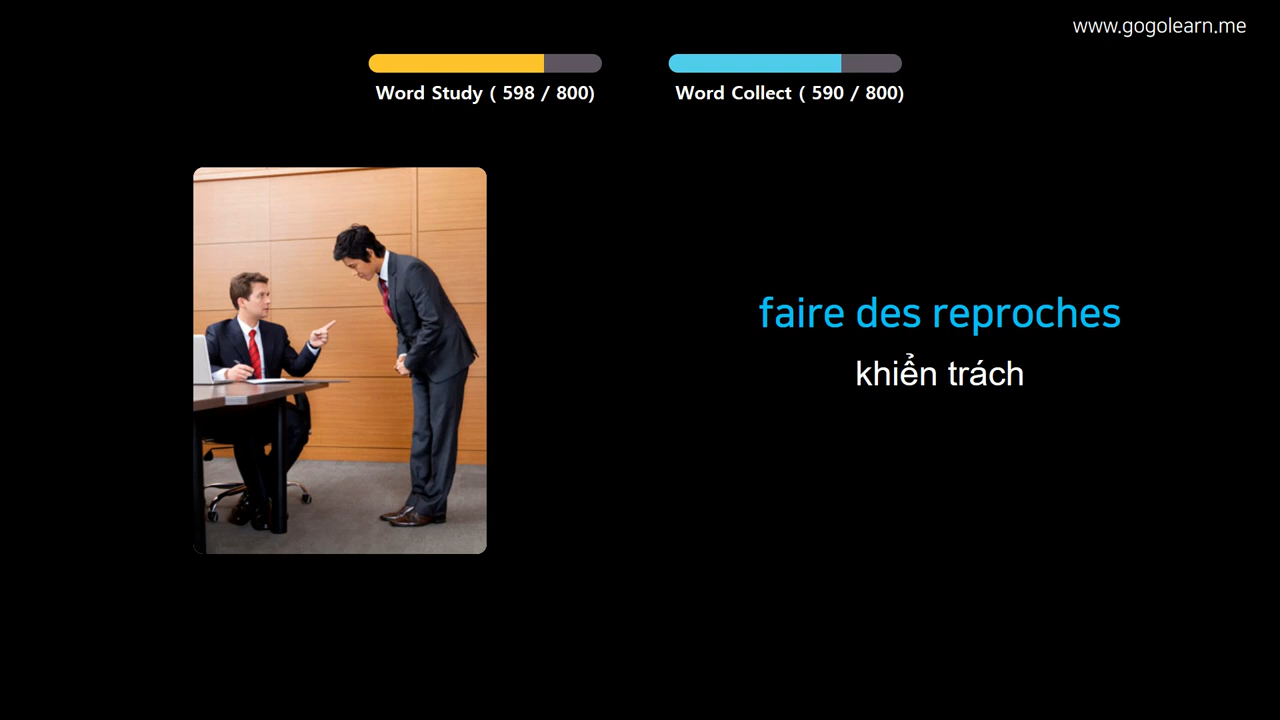 www.gogolearn.me
Word Study ( 598 / 800)
Word Collect ( 590 / 800)
faire des reproches
khiển trách